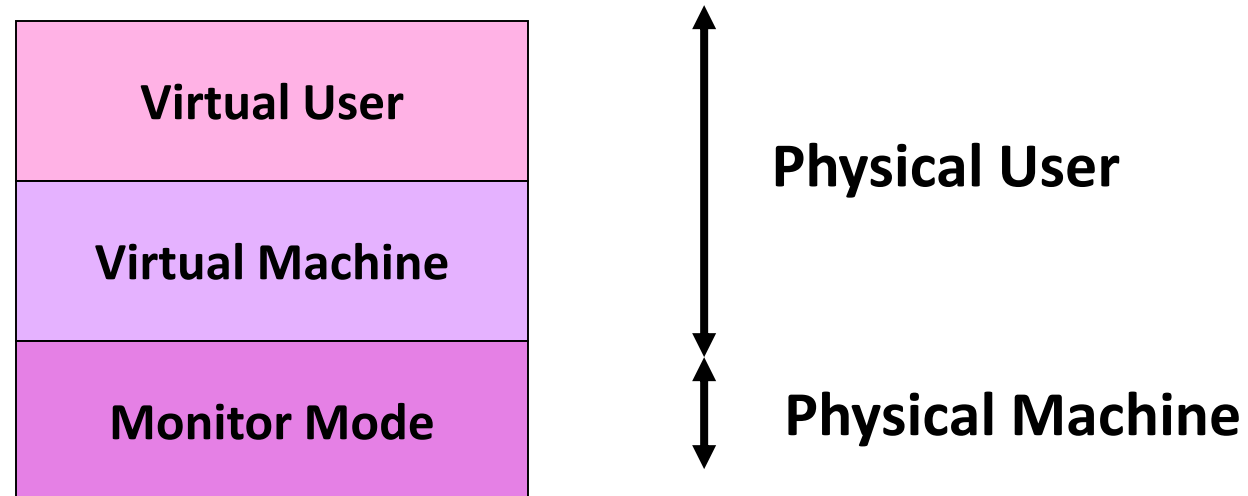 Virtual User
Physical User
Virtual Machine
Monitor Mode
Physical Machine